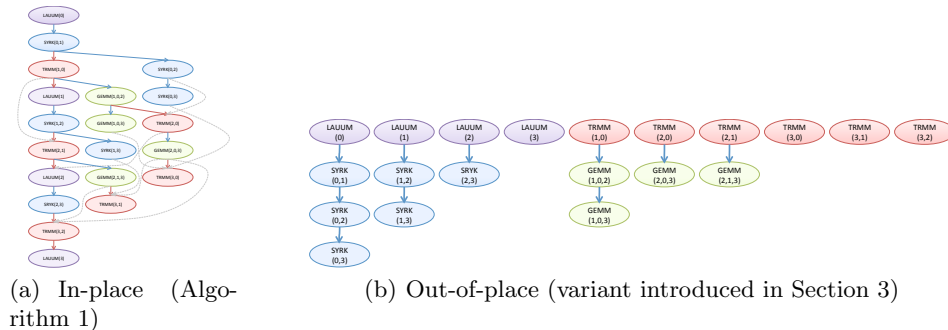 LAUUM(0)
SYRK(0,1)
TRMM(1,0)
SYRK(0,2)
LAUUM(1)
GEMM(1,0,2)
SYRK(0,3)
SYRK(1,2)
GEMM(1,0,3)
TRMM(2,0)
TRMM(2,1)
SYRK(1,3)
GEMM(2,0,3)
LAUUM(2)
GEMM(2,1,3)
TRMM(3,0)
SRYK(2,3)
TRMM(3,1)
TRMM(3,2)
LAUUM(3)
(a) In-place (Algo-
rithm 1)
LAUUM LAUUM LAUUM LAUUM TRMM TRMM TRMM TRMM TRMM TRMM
(0) (1) (2) (3) (1,0) (2,0) (2,1) (3,0) (3,1) (3,2)
SYRK SYRK SRYK GEMM GEMM GEMM
(0,1) (1,2) (2,3) (1,0,2) (2,0,3) (2,1,3)
SYRK SYRK GEMM
(0,2) (1,3) (1,0,3)
SYRK
(0,3)
(b) Out-of-place (variant introduced in Section 3)